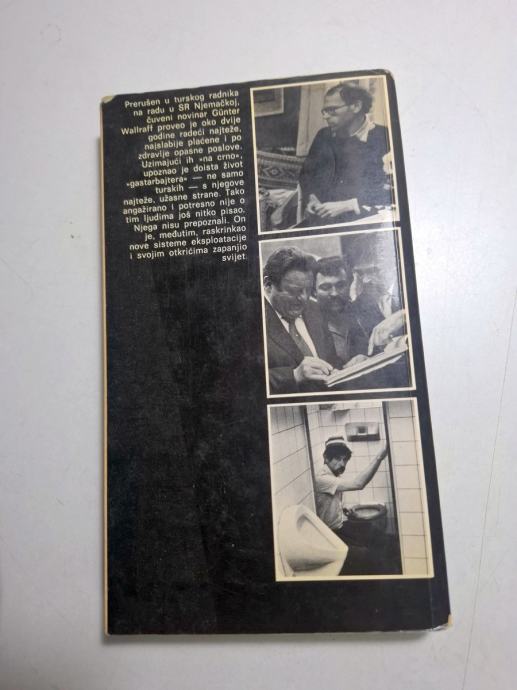 Prerušen u turskog radnika
na radu u SR Njemačkoj,
čuveni novinar Günter
Wallraff proveo je oko dvije
godine radeći najteže,
najslabije plaćene i po
zdravlje opasne poslove.
Uzimajući ih »na crno»,
upoznao je doista život
»gastarbajtera» — ne samo
turskih — s njegove
najteže, užasne strane. Tako
angažirano i potresno nije o
tim ljudima još nitko pisao.
Njega nisu prepoznali. On
je, međutim, raskrinkao
nove sisteme eksploatacije
i svojim otkrićima zapanjio
svijet.